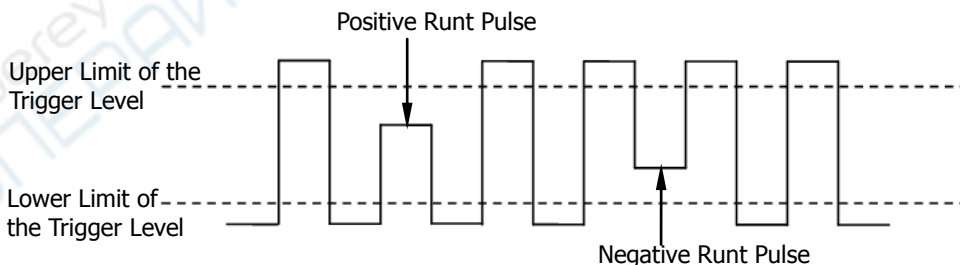 Positive Runt Pulse
Upper Limit of the
Trigger Level
Lower Limit of
the Trigger Level
Negative Runt Pulse